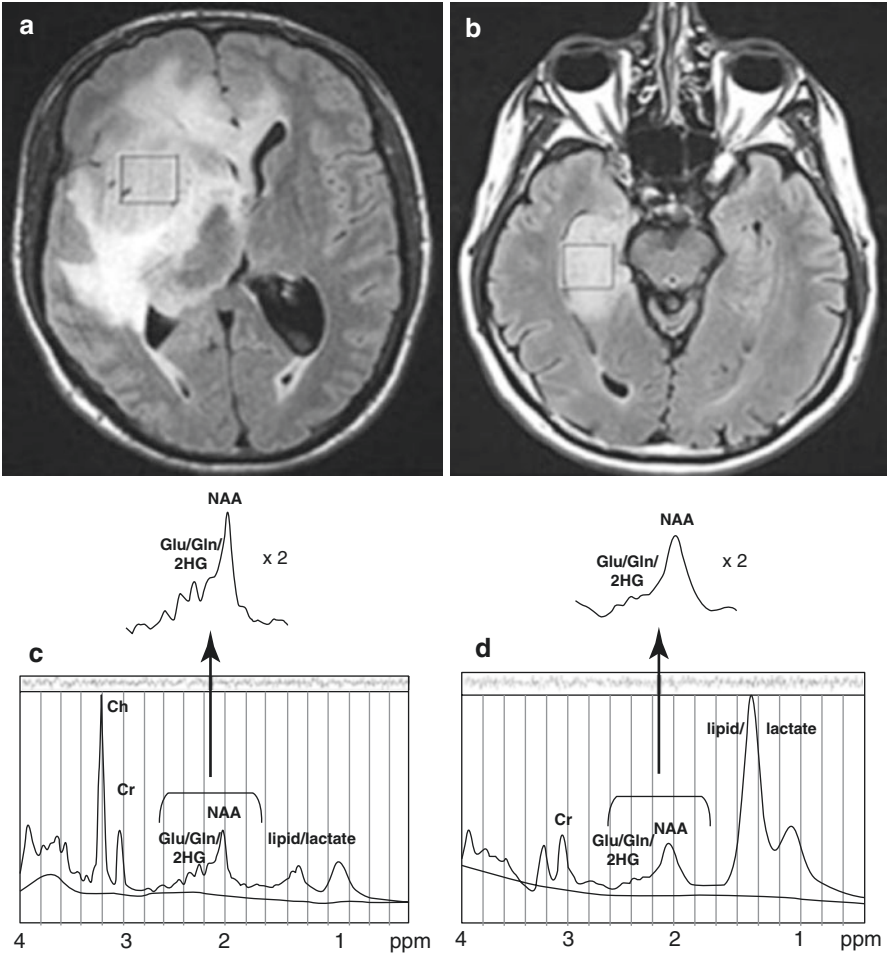 a
b
NAA
Glu/Gln/
2HG
x 2
NAA
Glu/Gln/
2HG
x 2
c
Ch
Cr
NAA
Glu/Gln/
2HG
lipid/lactate
4 3 2 1 ppm
d
lipid/ lactate
Cr
NAA
Glu/Gln/
2HG
4 3 2 1 ppm